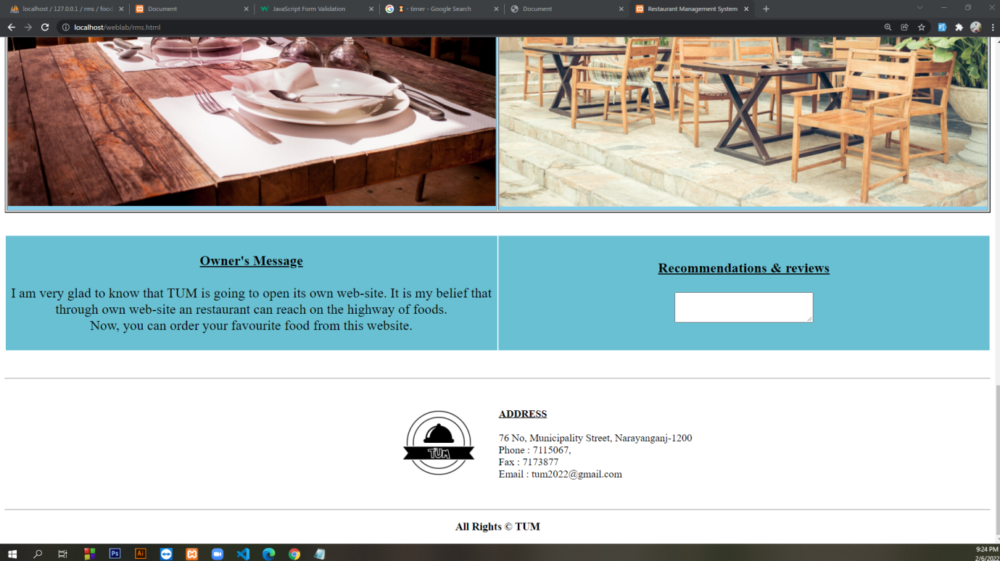 localhost / 127.0.0.1 / rms / food
Document
JavaScript Form Validation
- timer - Google Search
Document
Restaurant Management System
localhost/weblab/rms.html
Owner's Message
I am very glad to know that TUM is going to open its own web-site. It is my belief that
through own web-site an restaurant can reach on the highway of foods.
Now, you can order your favourite food from this website.
Recommendations & reviews
TUM
ADDRESS
76 No, Municipality Street, Narayanganj-1200
Phone : 7115067,
Fax : 7173877
Email : tum2022@gmail.com
All Rights © TUM
Ps
Ai
9:24 PM
2/6/2022